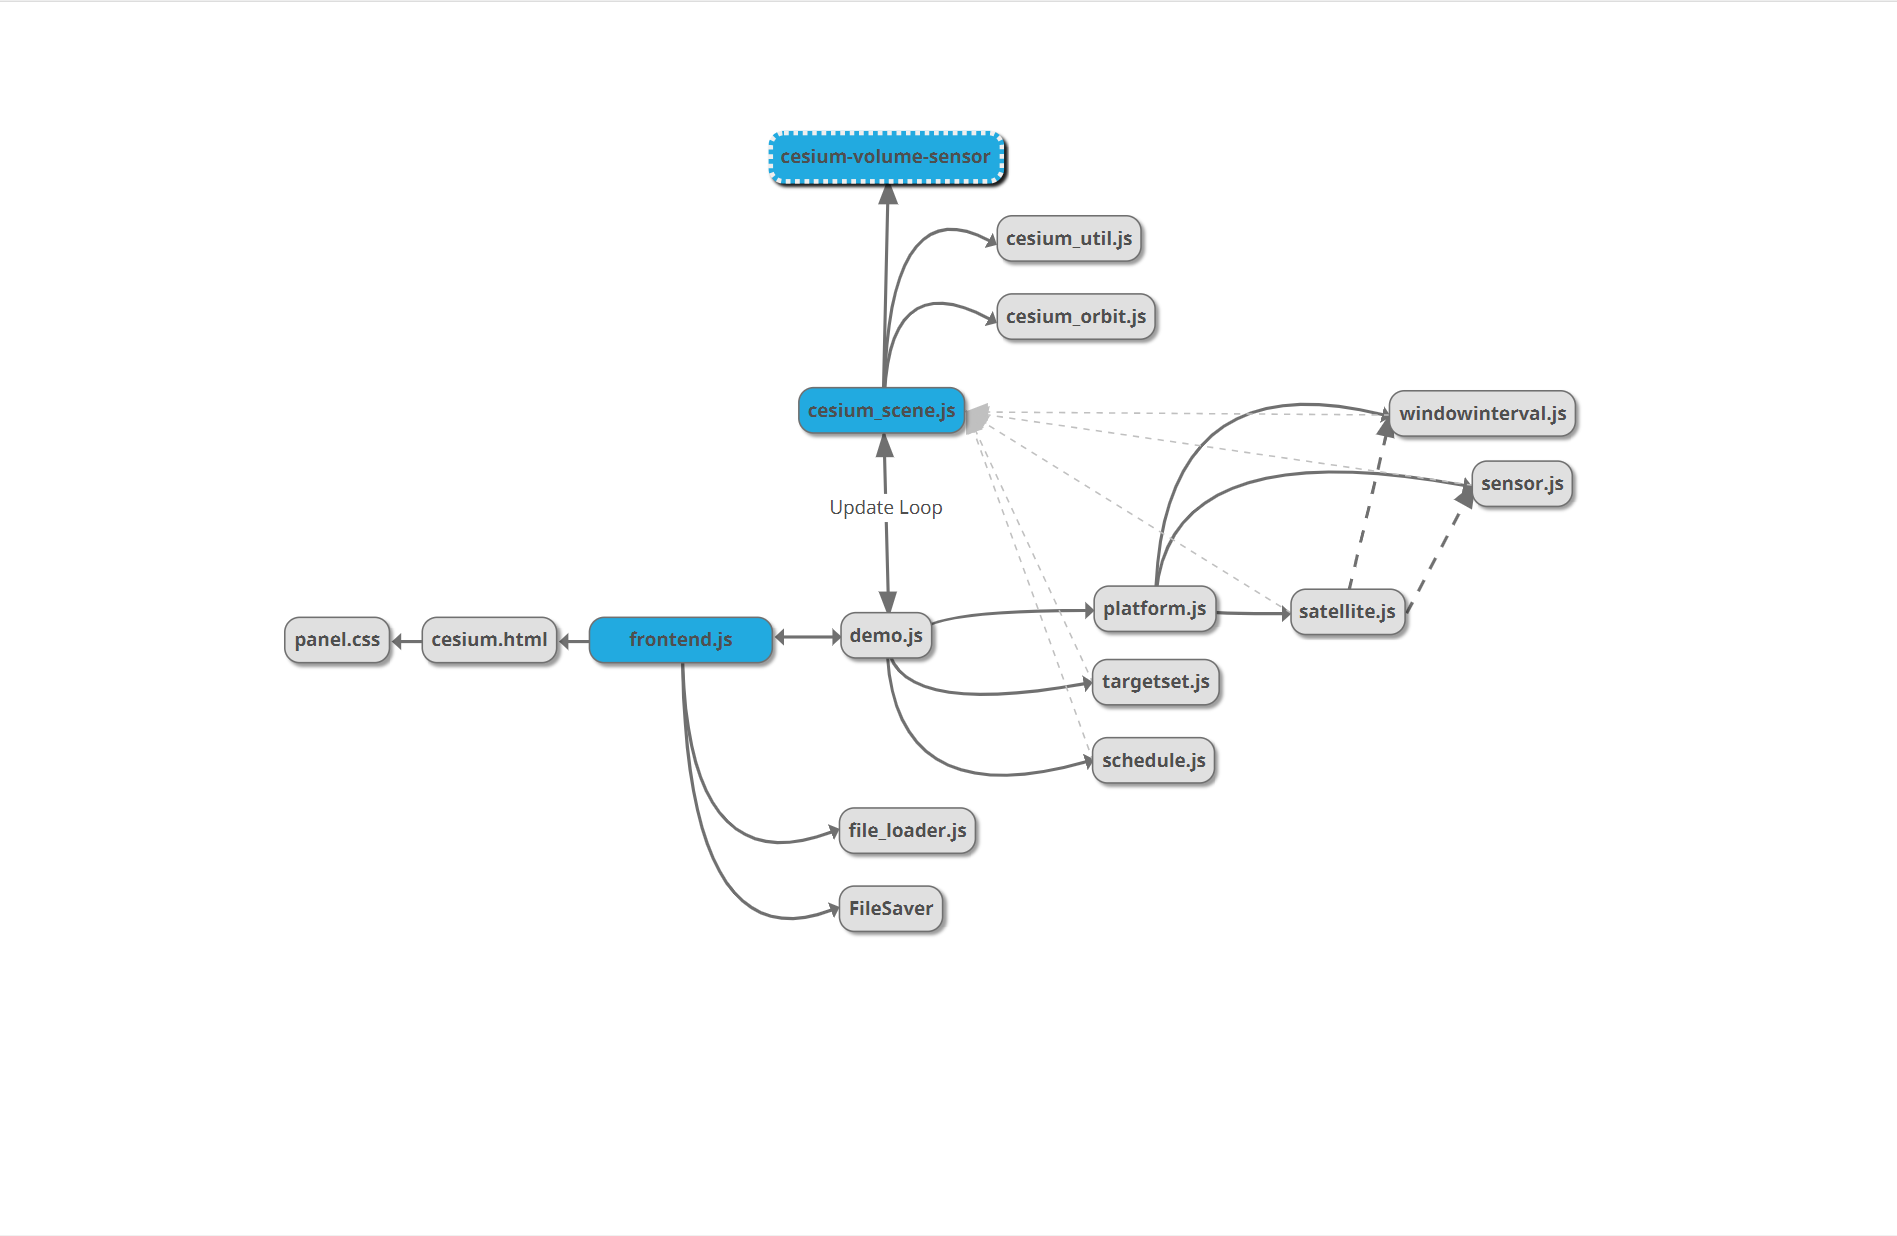 cesium-volume-sensor
cesium_util.js
cesium_orbit.js
cesium_scene.js
windowinterval.js
sensor.js
Update Loop
platform.js
satellite.js
panel.css
cesium.html
frontend.js
demo.js
targetset.js
schedule.js
file_loader.js
FileSaver